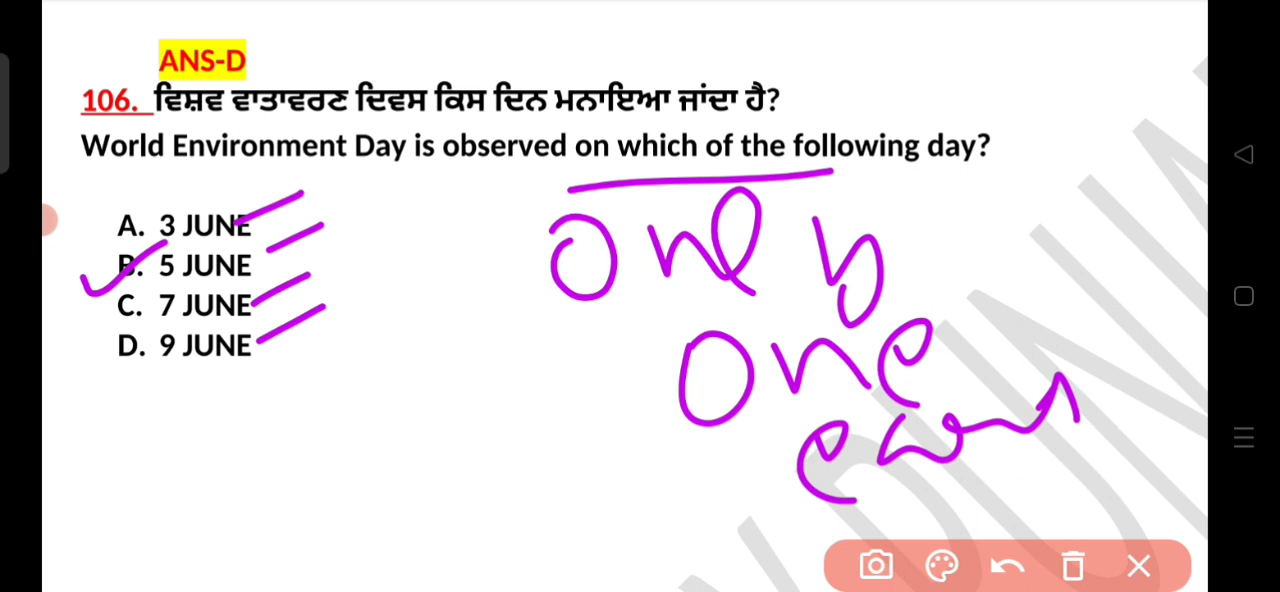 ANS-D
106. ਵਿਸ਼ਵ ਵਾਤਾਵਰਣ ਦਿਵਸ ਕਿਸ ਦਿਨ ਮਨਾਇਆ ਜਾਂਦਾ ਹੈ?
World Environment Day is observed on which of the following day?
A. 3 JUNE
B. 5 JUNE
C. 7 JUNE
D. 9 JUNE
one